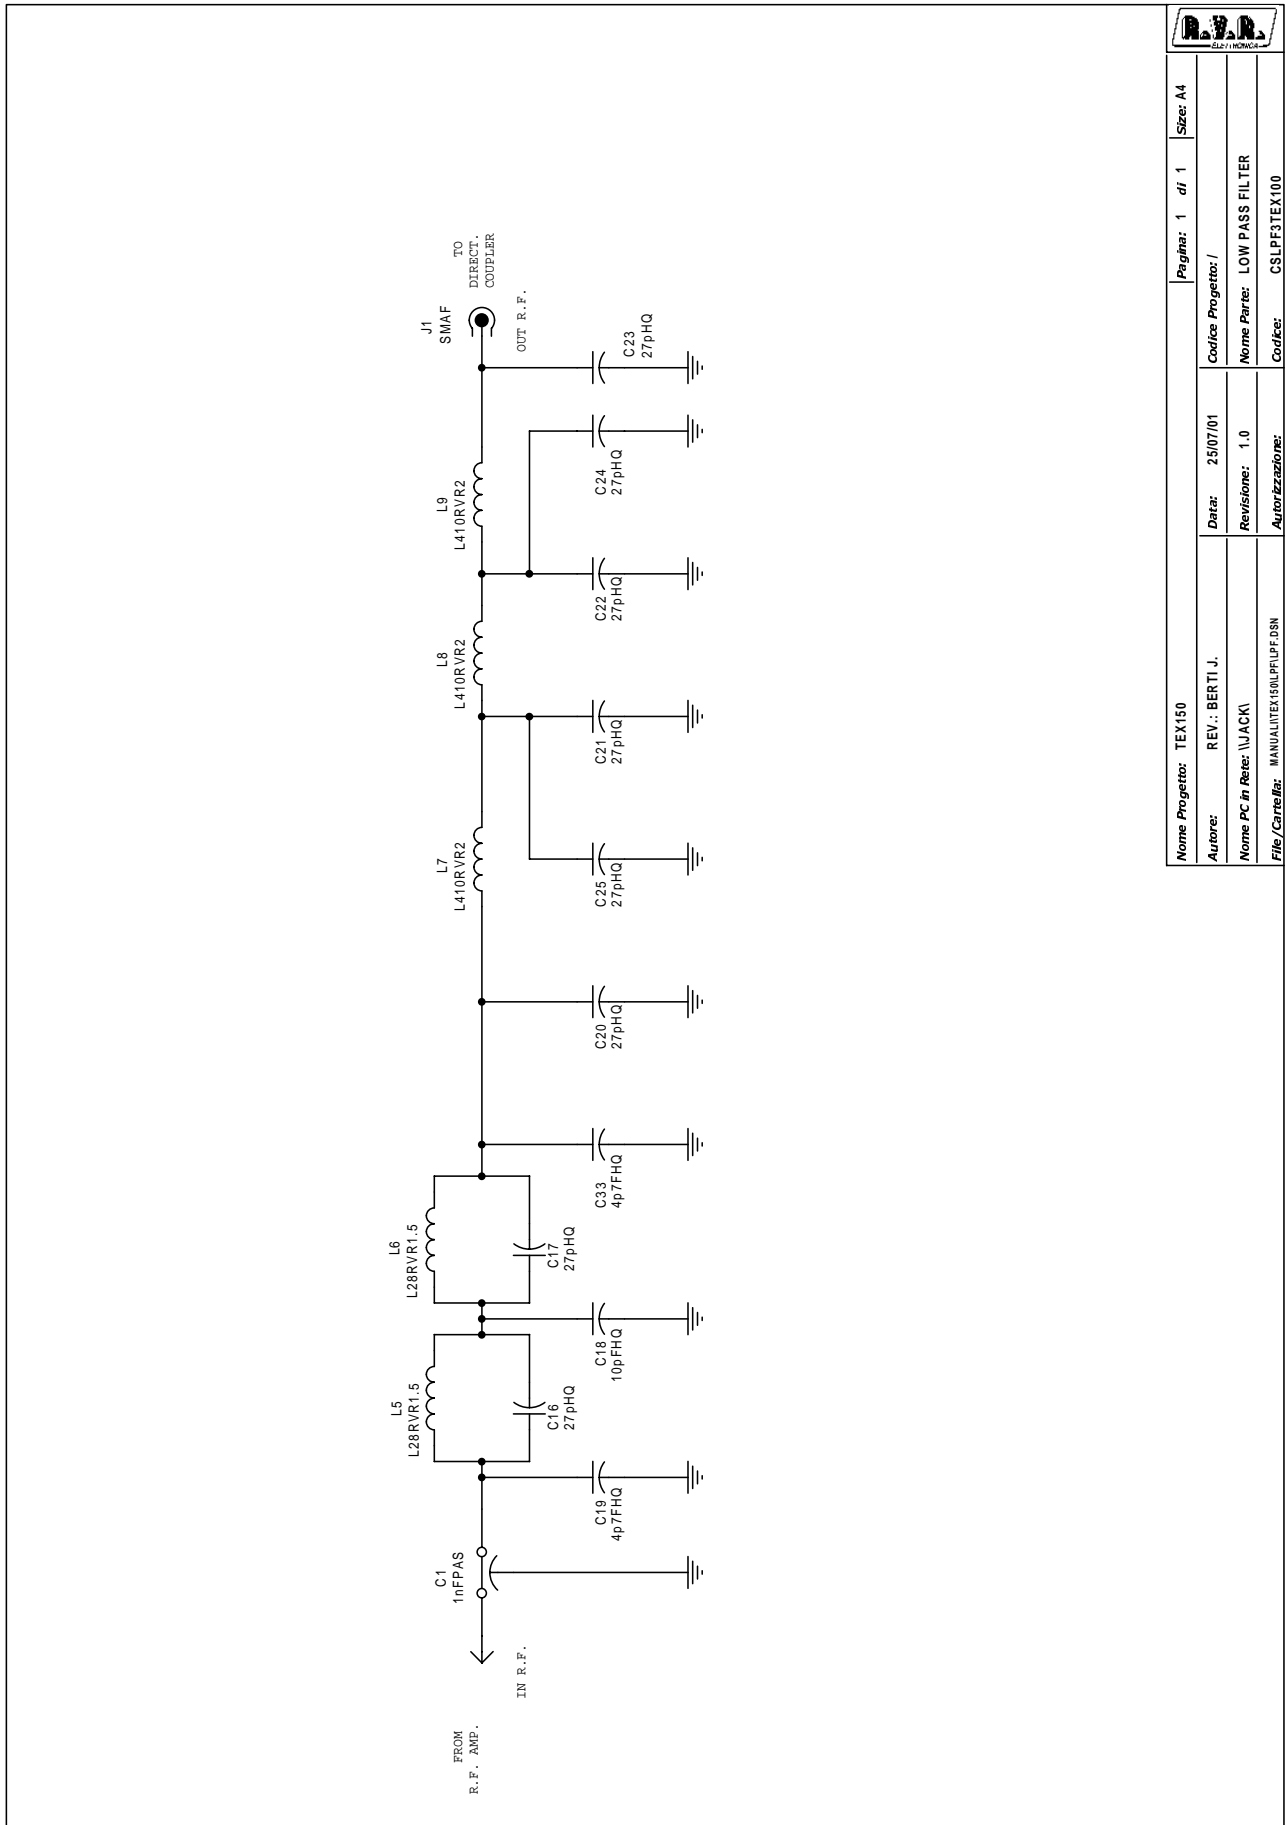 FROM
R.F. AMP.
IN R.F.
C1
1nFPAS
C19
4p7FHQ
L5
L28RVR1.5
C16
27pHQ
C18
10pFHQ
L6
L28RVR1.5
C17
27pHQ
C33
4p7FHQ
C20
27pHQ
L7
L410RVR2
C25
27pHQ
C21
27pHQ
L8
L410RVR2
C22
27pHQ
L9
L410RVR2
C24
27pHQ
C23
27pHQ
J1
SMAF
TO
DIRECT.
COUPLER
OUT R.F.
Nome Progetto: TEX150
Pagina: 1 di 1
Size: A4
Autore: REV.: BERTI J.
Data: 25/07/01
Codice Progetto: /
Nome PC in Rete: \\JACK\
Revisione: 1.0
Nome Parte: LOW PASS FILTER
File/Cartella: MANUALI\TEX150\LPF\LPF.DSN
Autorizzazione:
Codice: CSLPF3TEX100
R.V.R.
ELETTRONICA